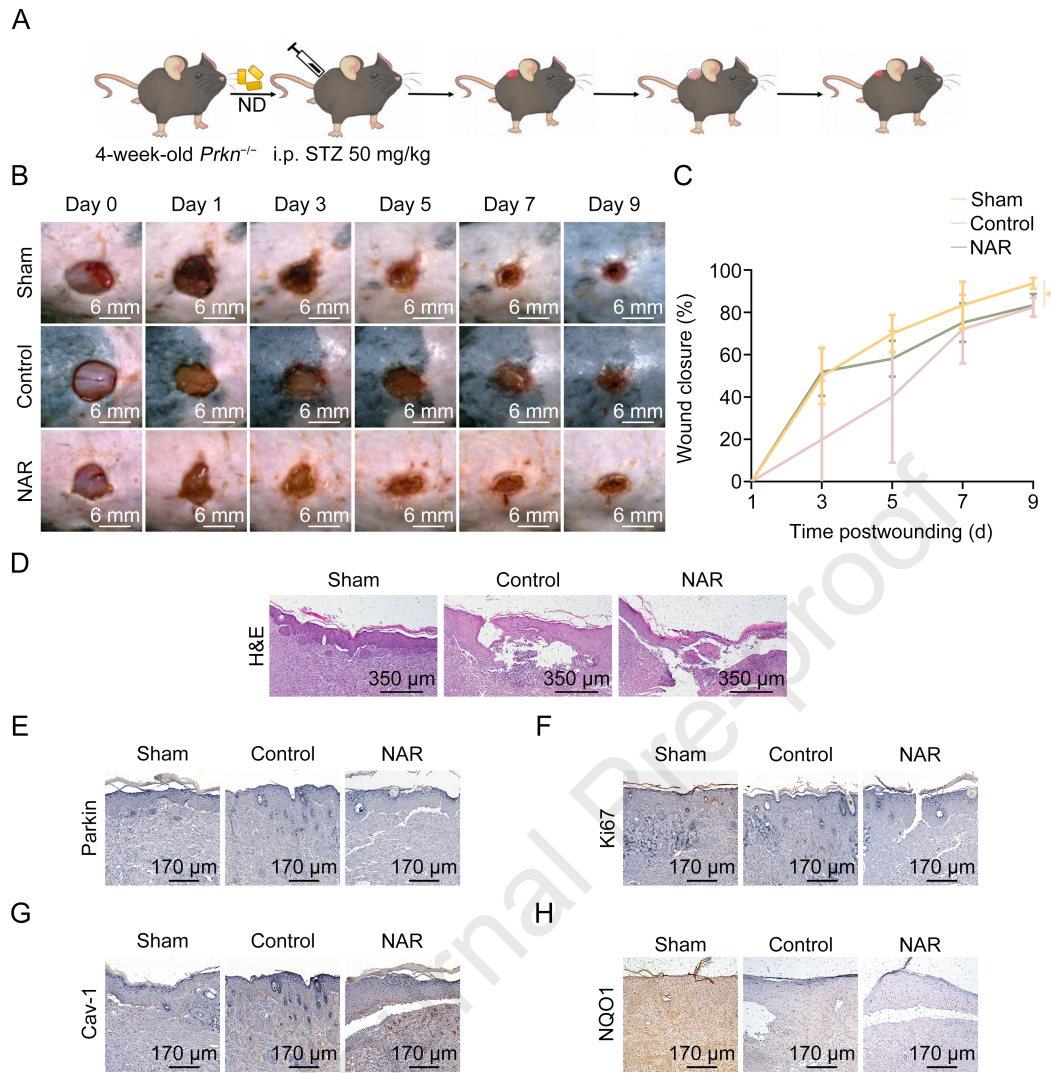 A
ND
4-week-old Prkn⁻/⁻ i.p. STZ 50 mg/kg
B
Day 0 Day 1 Day 3 Day 5 Day 7 Day 9
Sham
6 mm 6 mm 6 mm 6 mm 6 mm 6 mm
Control
6 mm 6 mm 6 mm 6 mm 6 mm 6 mm
NAR
6 mm 6 mm 6 mm 6 mm 6 mm 6 mm
C
Sham
Control
NAR
Wound closure (%)
100
80
60
40
20
0
1 3 5 7 9
Time postwounding (d)
*
D
Sham Control NAR
H&E
350 µm 350 µm 350 µm
E
Sham Control NAR
Parkin
170 µm 170 µm 170 µm
F
Sham Control NAR
Ki67
170 µm 170 µm 170 µm
G
Sham Control NAR
Cav-1
170 µm 170 µm 170 µm
H
Sham Control NAR
NQO1
170 µm 170 µm 170 µm
rnal Pre-proof